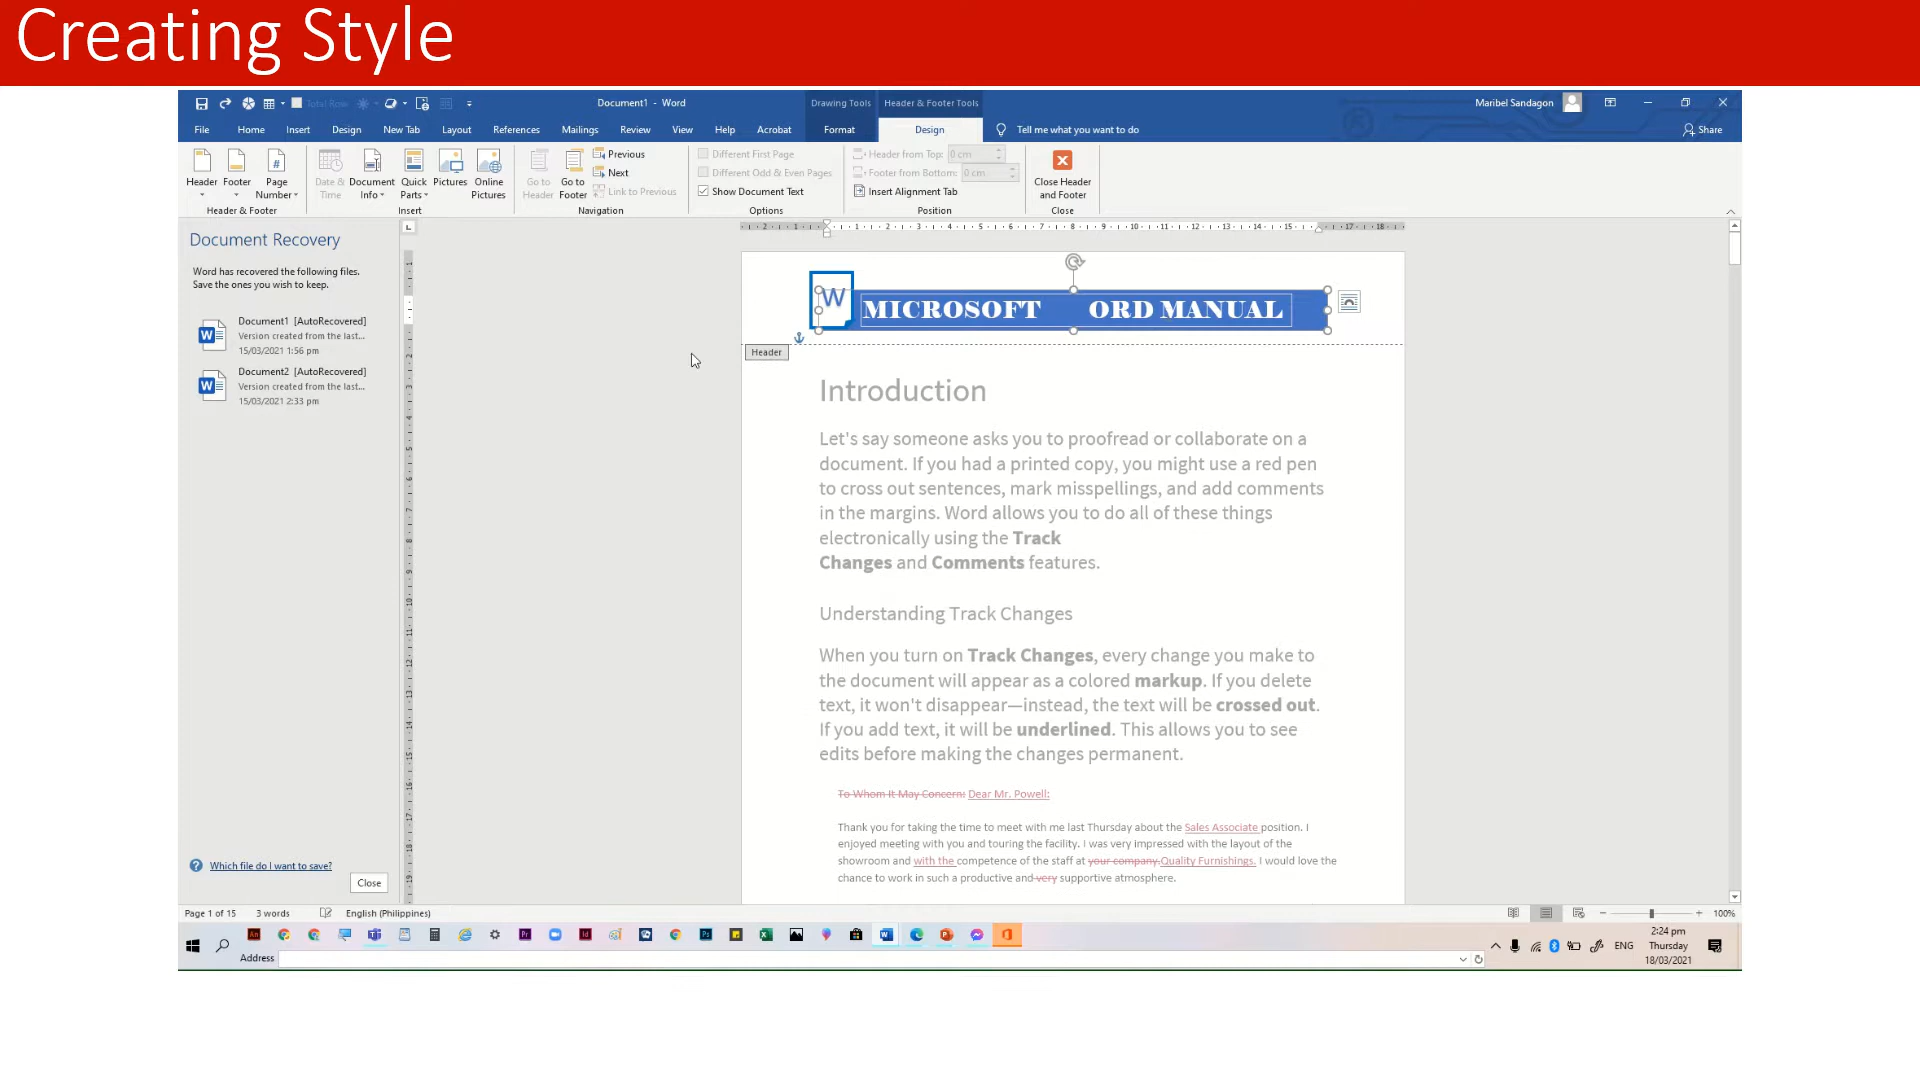 Creating Style
Total Row
Document1 - Word
Drawing Tools
Header & Footer Tools
Maribel Sandagon
File
Home
Insert
Design
New Tab
Layout
References
Mailings
Review
View
Help
Acrobat
Format
Design
Tell me what you want to do
Share
Header
Footer
Page Number
Date & Time
Document Info
Quick Parts
Pictures
Online Pictures
Go to Header
Go to Footer
Previous
Next
Link to Previous
Different First Page
Different Odd & Even Pages
Show Document Text
Header from Top: 0 cm
Footer from Bottom: 0 cm
Insert Alignment Tab
Close Header and Footer
Header & Footer
Insert
Navigation
Options
Position
Close
Document Recovery
Word has recovered the following files.
Save the ones you wish to keep.
Document1 [AutoRecovered]
Version created from the last...
15/03/2021 1:56 pm
Document2 [AutoRecovered]
Version created from the last...
15/03/2021 2:33 pm
Which file do I want to save?
Close
W
MICROSOFT ORD MANUAL
Header
Introduction
Let's say someone asks you to proofread or collaborate on a
document. If you had a printed copy, you might use a red pen
to cross out sentences, mark misspellings, and add comments
in the margins. Word allows you to do all of these things
electronically using the Track
Changes and Comments features.
Understanding Track Changes
When you turn on Track Changes, every change you make to
the document will appear as a colored markup. If you delete
text, it won't disappear—instead, the text will be crossed out.
If you add text, it will be underlined. This allows you to see
edits before making the changes permanent.
To Whom It May Concern: Dear Mr. Powell:
Thank you for taking the time to meet with me last Thursday about the Sales Associate position. I
enjoyed meeting with you and touring the facility. I was very impressed with the layout of the
showroom and with the competence of the staff at your company.Quality Furnishings. I would love the
chance to work in such a productive and very supportive atmosphere.
Page 1 of 15
3 words
English (Philippines)
100%
Address
ENG
2:24 pm
Thursday
18/03/2021